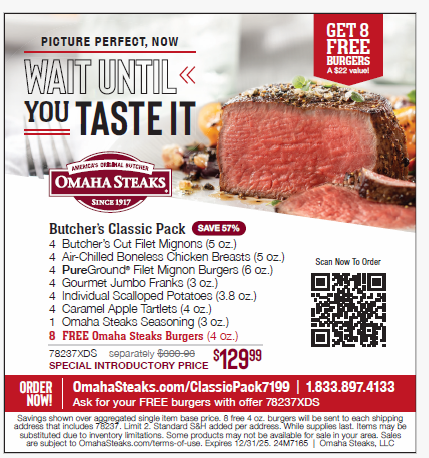 PICTURE PERFECT, NOW
WAIT UNTIL
YOU TASTE IT
GET 8
FREE
BURGERS
A $22 value!
AMERICA'S ORIGINAL BUTCHER
OMAHA STEAKS
SINCE 1917
Butcher's Classic Pack SAVE 57%
4 Butcher's Cut Filet Mignons (5 oz.)
4 Air-Chilled Boneless Chicken Breasts (5 oz.)
4 PureGround® Filet Mignon Burgers (6 oz.)
4 Gourmet Jumbo Franks (3 oz.)
4 Individual Scalloped Potatoes (3.8 oz.)
4 Caramel Apple Tartlets (4 oz.)
1 Omaha Steaks Seasoning (3 oz.)
8 FREE Omaha Steaks Burgers (4 oz.)
78237XDS separately
SPECIAL INTRODUCTORY PRICE $129.99
Scan Now To Order
ORDER
NOW!
OmahaSteaks.com/ClassicPack7199 | 1.833.897.4133
Ask for your FREE burgers with offer 78237XDS
Savings shown over aggregated single item base price. 8 free 4 oz. burgers will be sent to each shipping
address that includes 78237. Limit 2. Standard S&H added per address. While supplies last. Items may be
substituted due to inventory limitations. Some products may not be available for sale in your area. Sales
are subject to OmahaSteaks.com/terms-of-use. Expires 12/31/25. 24M7165 | Omaha Steaks, LLC